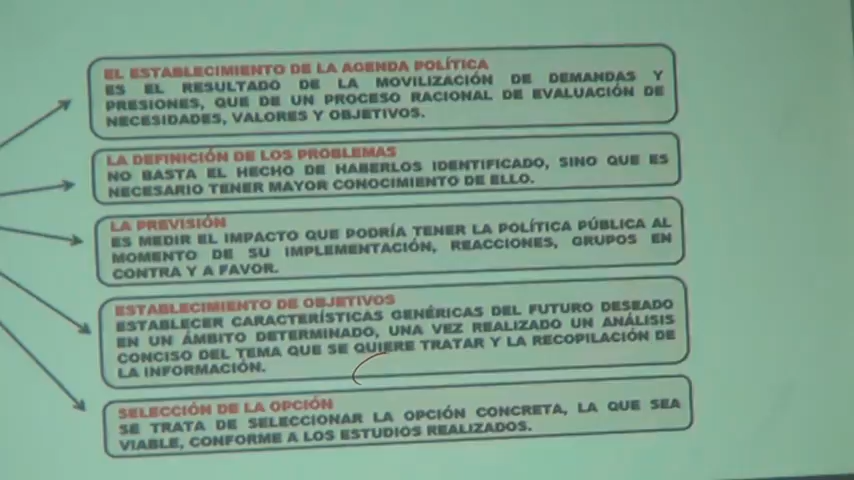 EL ESTABLECIMIENTO DE LA AGENDA POLÍTICA
ES EL RESULTADO DE LA MOVILIZACIÓN DE DEMANDAS Y
PRESIONES, QUE DE UN PROCESO RACIONAL DE EVALUACIÓN DE
NECESIDADES, VALORES Y OBJETIVOS.
LA DEFINICIÓN DE LOS PROBLEMAS
NO BASTA EL HECHO DE HABERLOS IDENTIFICADO, SINO QUE ES
NECESARIO TENER MAYOR CONOCIMIENTO DE ELLO.
LA PREVISIÓN
ES MEDIR EL IMPACTO QUE PODRÍA TENER LA POLÍTICA PÚBLICA AL
MOMENTO DE SU IMPLEMENTACIÓN, REACCIONES, GRUPOS EN
CONTRA Y A FAVOR.
ESTABLECIMIENTO DE OBJETIVOS
ESTABLECER CARACTERÍSTICAS GENÉRICAS DEL FUTURO DESEADO
EN UN ÁMBITO DETERMINADO, UNA VEZ REALIZADO UN ANÁLISIS
CONCISO DEL TEMA QUE SE QUIERE TRATAR Y LA RECOPILACIÓN DE
LA INFORMACIÓN.
SELECCIÓN DE LA OPCIÓN
SE TRATA DE SELECCIONAR LA OPCIÓN CONCRETA, LA QUE SEA
VIABLE, CONFORME A LOS ESTUDIOS REALIZADOS.